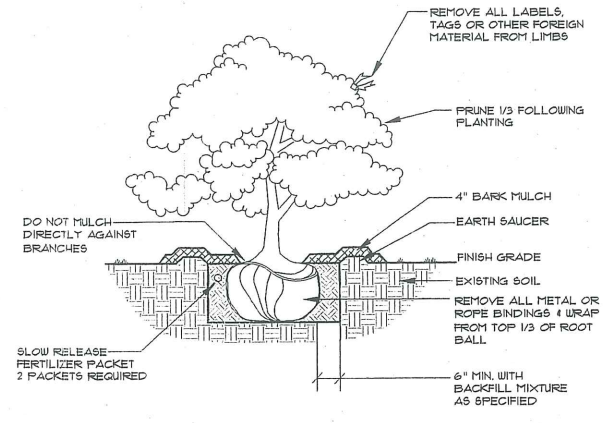 REMOVE ALL LABELS,
TAGS OR OTHER FOREIGN
MATERIAL FROM LIMBS
PRUNE 1/3 FOLLOWING
PLANTING
4" BARK MULCH
DO NOT MULCH
DIRECTLY AGAINST
BRANCHES
EARTH SAUCER
FINISH GRADE
EXISTING SOIL
REMOVE ALL METAL OR
ROPE BINDINGS & WRAP
FROM TOP 1/3 OF ROOT
BALL
SLOW RELEASE
FERTILIZER PACKET
2 PACKETS REQUIRED
6" MIN. WITH
BACKFILL MIXTURE
AS SPECIFIED